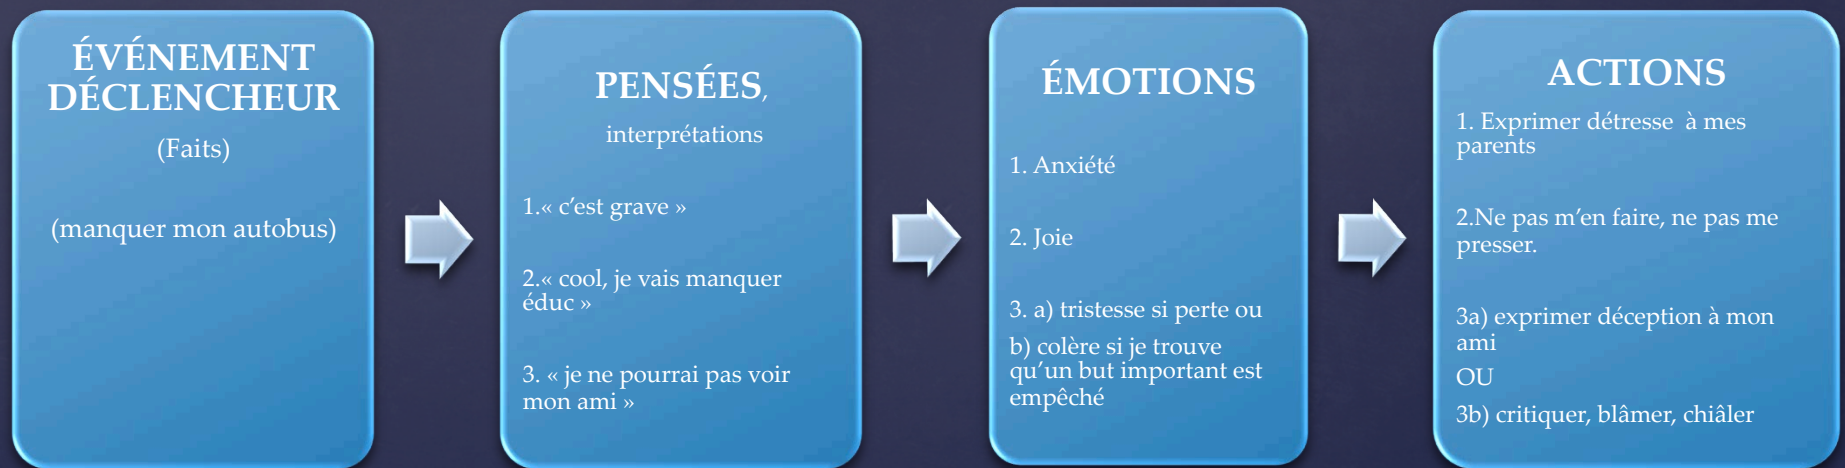 ÉVÉNEMENT
DÉCLENCHEUR
(Faits)
(manquer mon autobus)
PENSÉES,
interprétations
1.« c’est grave »
2.« cool, je vais manquer
éduc »
3. « je ne pourrai pas voir
mon ami »
ÉMOTIONS
1. Anxiété
2. Joie
3. a) tristesse si perte ou
b) colère si je trouve
qu’un but important est
empêché
ACTIONS
1. Exprimer détresse à mes
parents
2.Ne pas m’en faire, ne pas me
presser.
3a) exprimer déception à mon
ami
OU
3b) critiquer, blâmer, chiâler